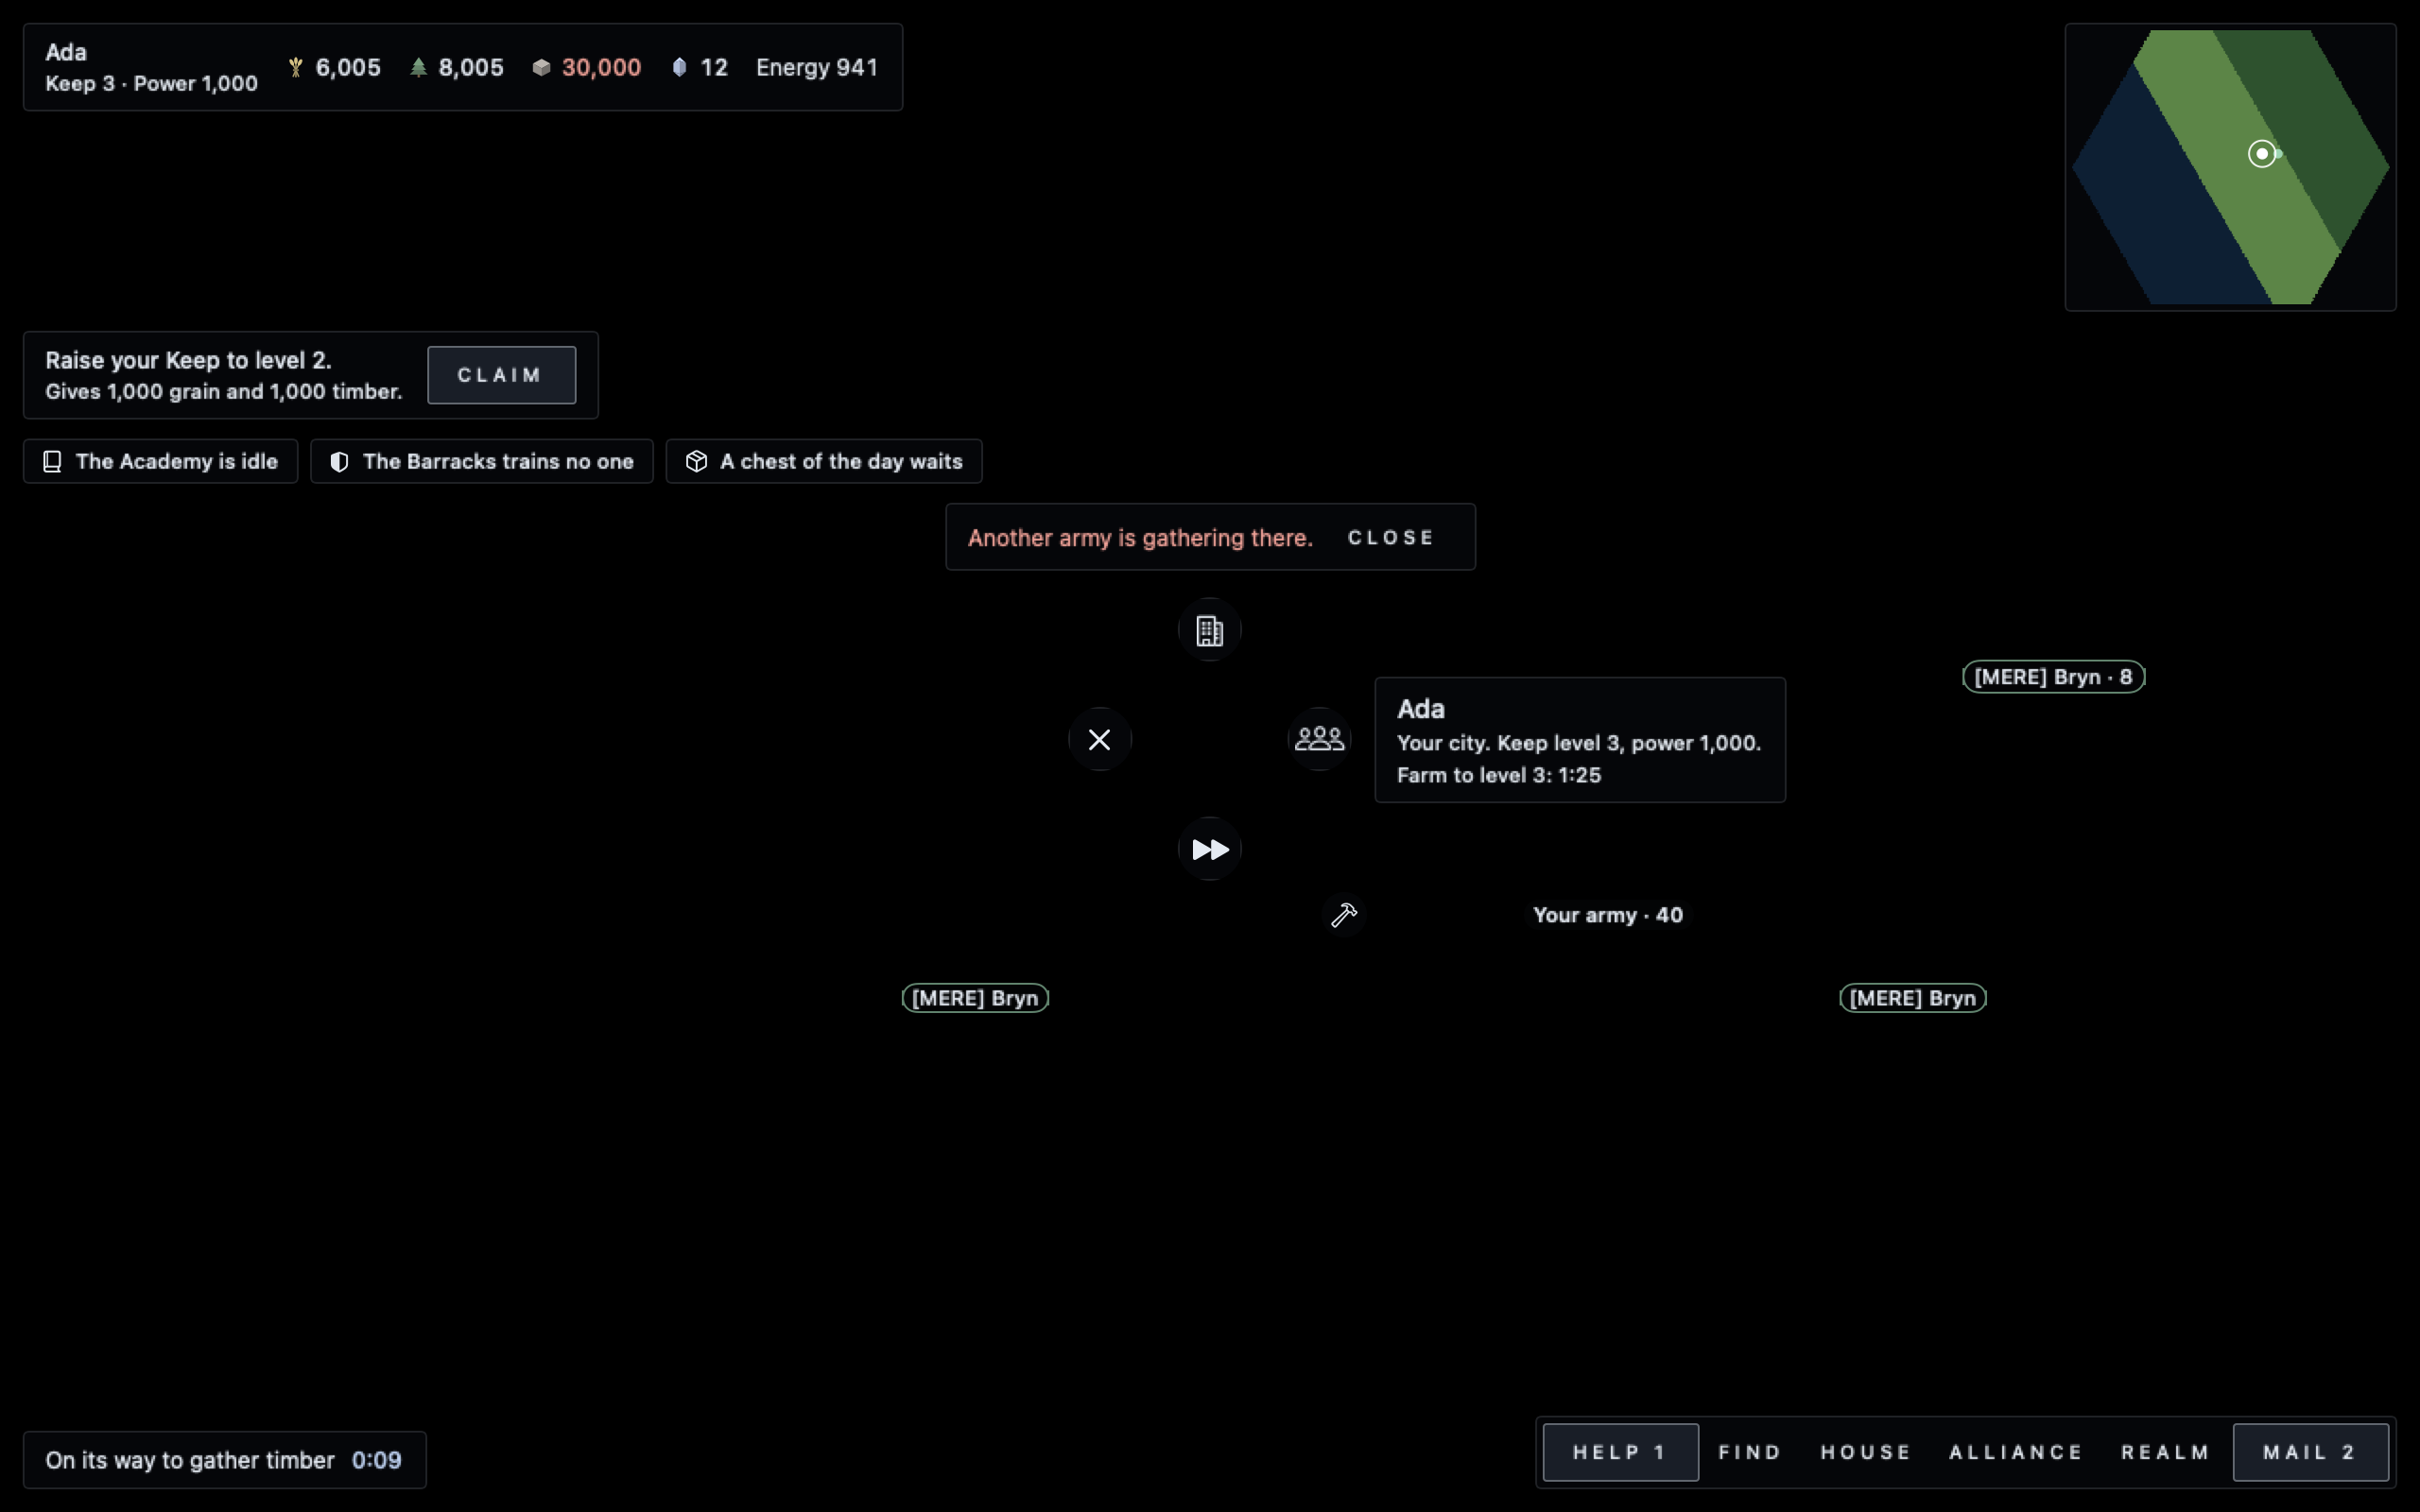 Ada
Keep 3 · Power 1,000
6,005
8,005
30,000
12
Energy 941
Raise your Keep to level 2.
Gives 1,000 grain and 1,000 timber.
CLAIM
The Academy is idle
The Barracks trains no one
A chest of the day waits
Another army is gathering there.
CLOSE
[MERE] Bryn · 8
Ada
Your city. Keep level 3, power 1,000.
Farm to level 3: 1:25
Your army · 40
[MERE] Bryn
[MERE] Bryn
On its way to gather timber 0:09
HELP 1
FIND
HOUSE
ALLIANCE
REALM
MAIL 2